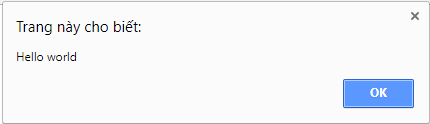 Trang này cho biết:
Hello world
OK